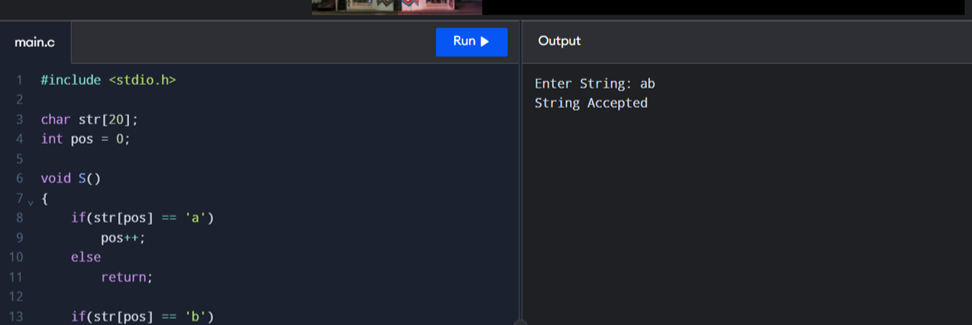 main.c
Run
Output
1 #include <stdio.h>
2
3 char str[20];
4 int pos = 0;
5
6 void S()
7 {
8 if(str[pos] == 'a')
9 pos++;
10 else
11 return;
12
13 if(str[pos] == 'b')
Enter String: ab
String Accepted